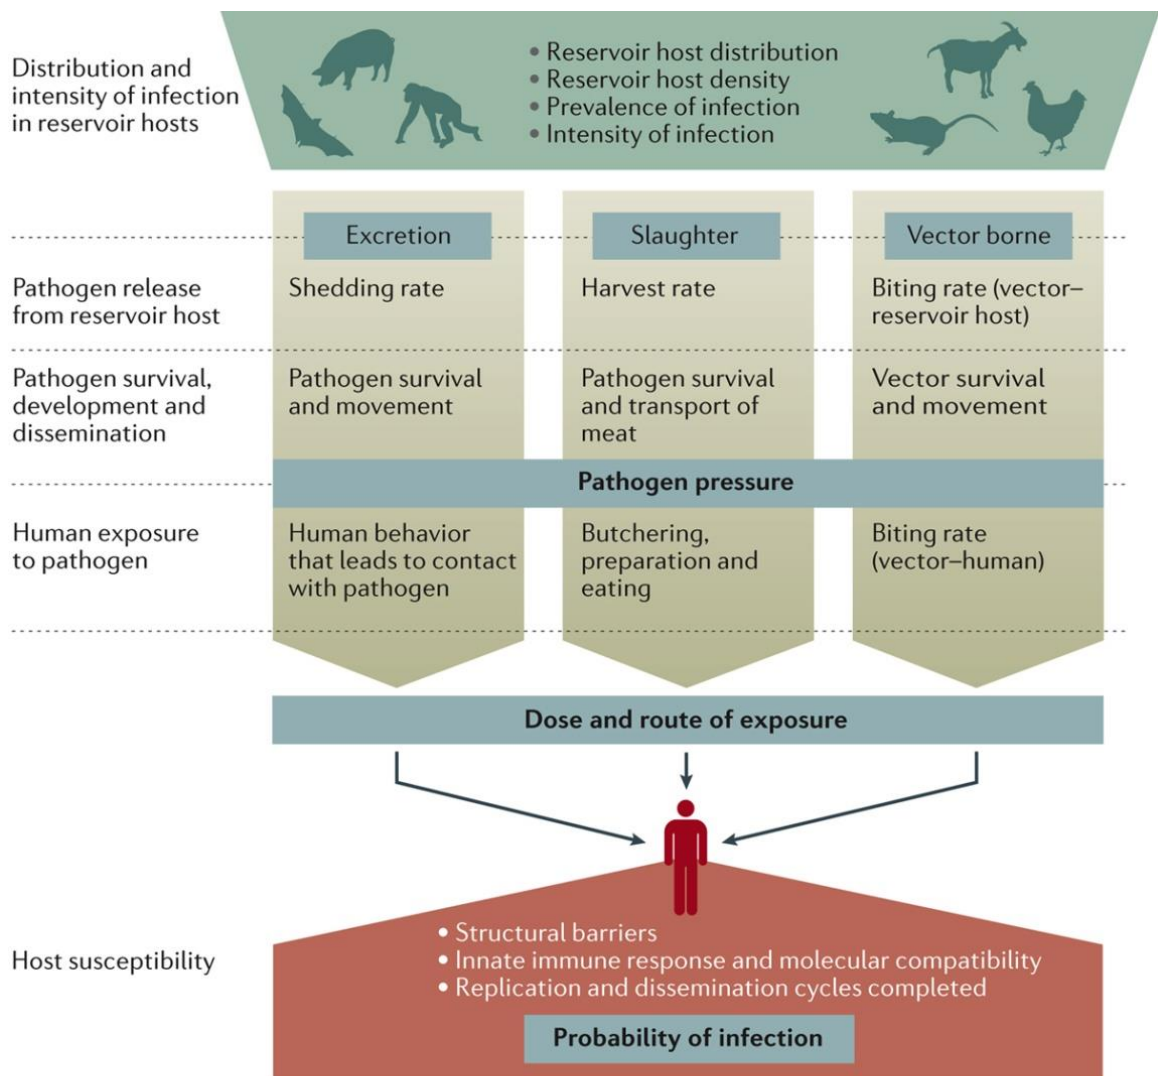 Distribution and
intensity of infection
in reservoir hosts
• Reservoir host distribution
• Reservoir host density
• Prevalence of infection
• Intensity of infection
Excretion
Slaughter
Vector borne
Pathogen release
from reservoir host
Shedding rate
Harvest rate
Biting rate (vector–
reservoir host)
Pathogen survival,
development and
dissemination
Pathogen survival
and movement
Pathogen survival
and transport of
meat
Vector survival
and movement
Pathogen pressure
Human exposure
to pathogen
Human behavior
that leads to contact
with pathogen
Butchering,
preparation and
eating
Biting rate
(vector–human)
Dose and route of exposure
Host susceptibility
• Structural barriers
• Innate immune response and molecular compatibility
• Replication and dissemination cycles completed
Probability of infection